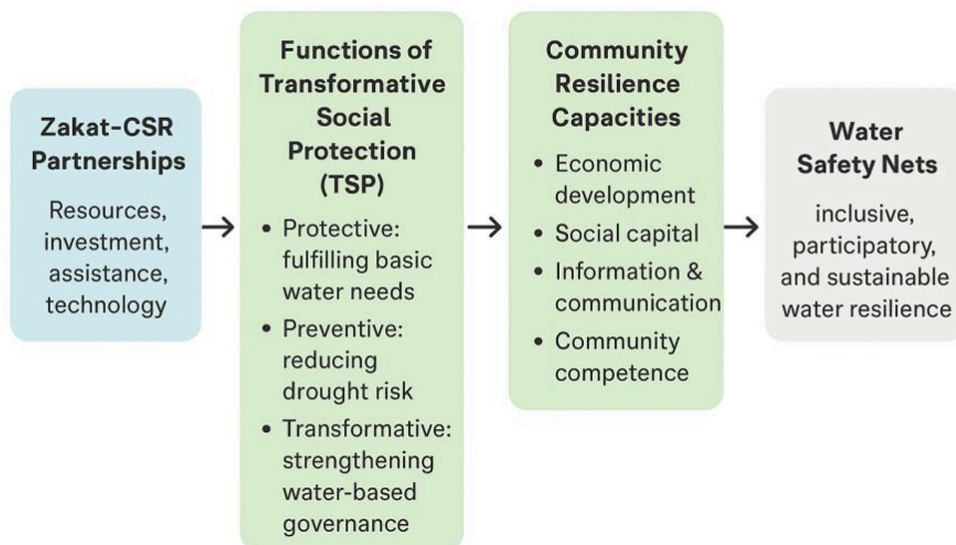 Zakat-CSR
Partnerships
Resources,
investment,
assistance,
technology
Functions of
Transformative
Social
Protection
(TSP)
• Protective:
fulfilling basic
water needs
• Preventive:
reducing
drought risk
• Transformative:
strengthening
water-based
governance
Community
Resilience
Capacities
• Economic
development
• Social capital
• Information &
communication
• Community
competence
Water
Safety Nets
inclusive,
participatory,
and sustainable
water resilience